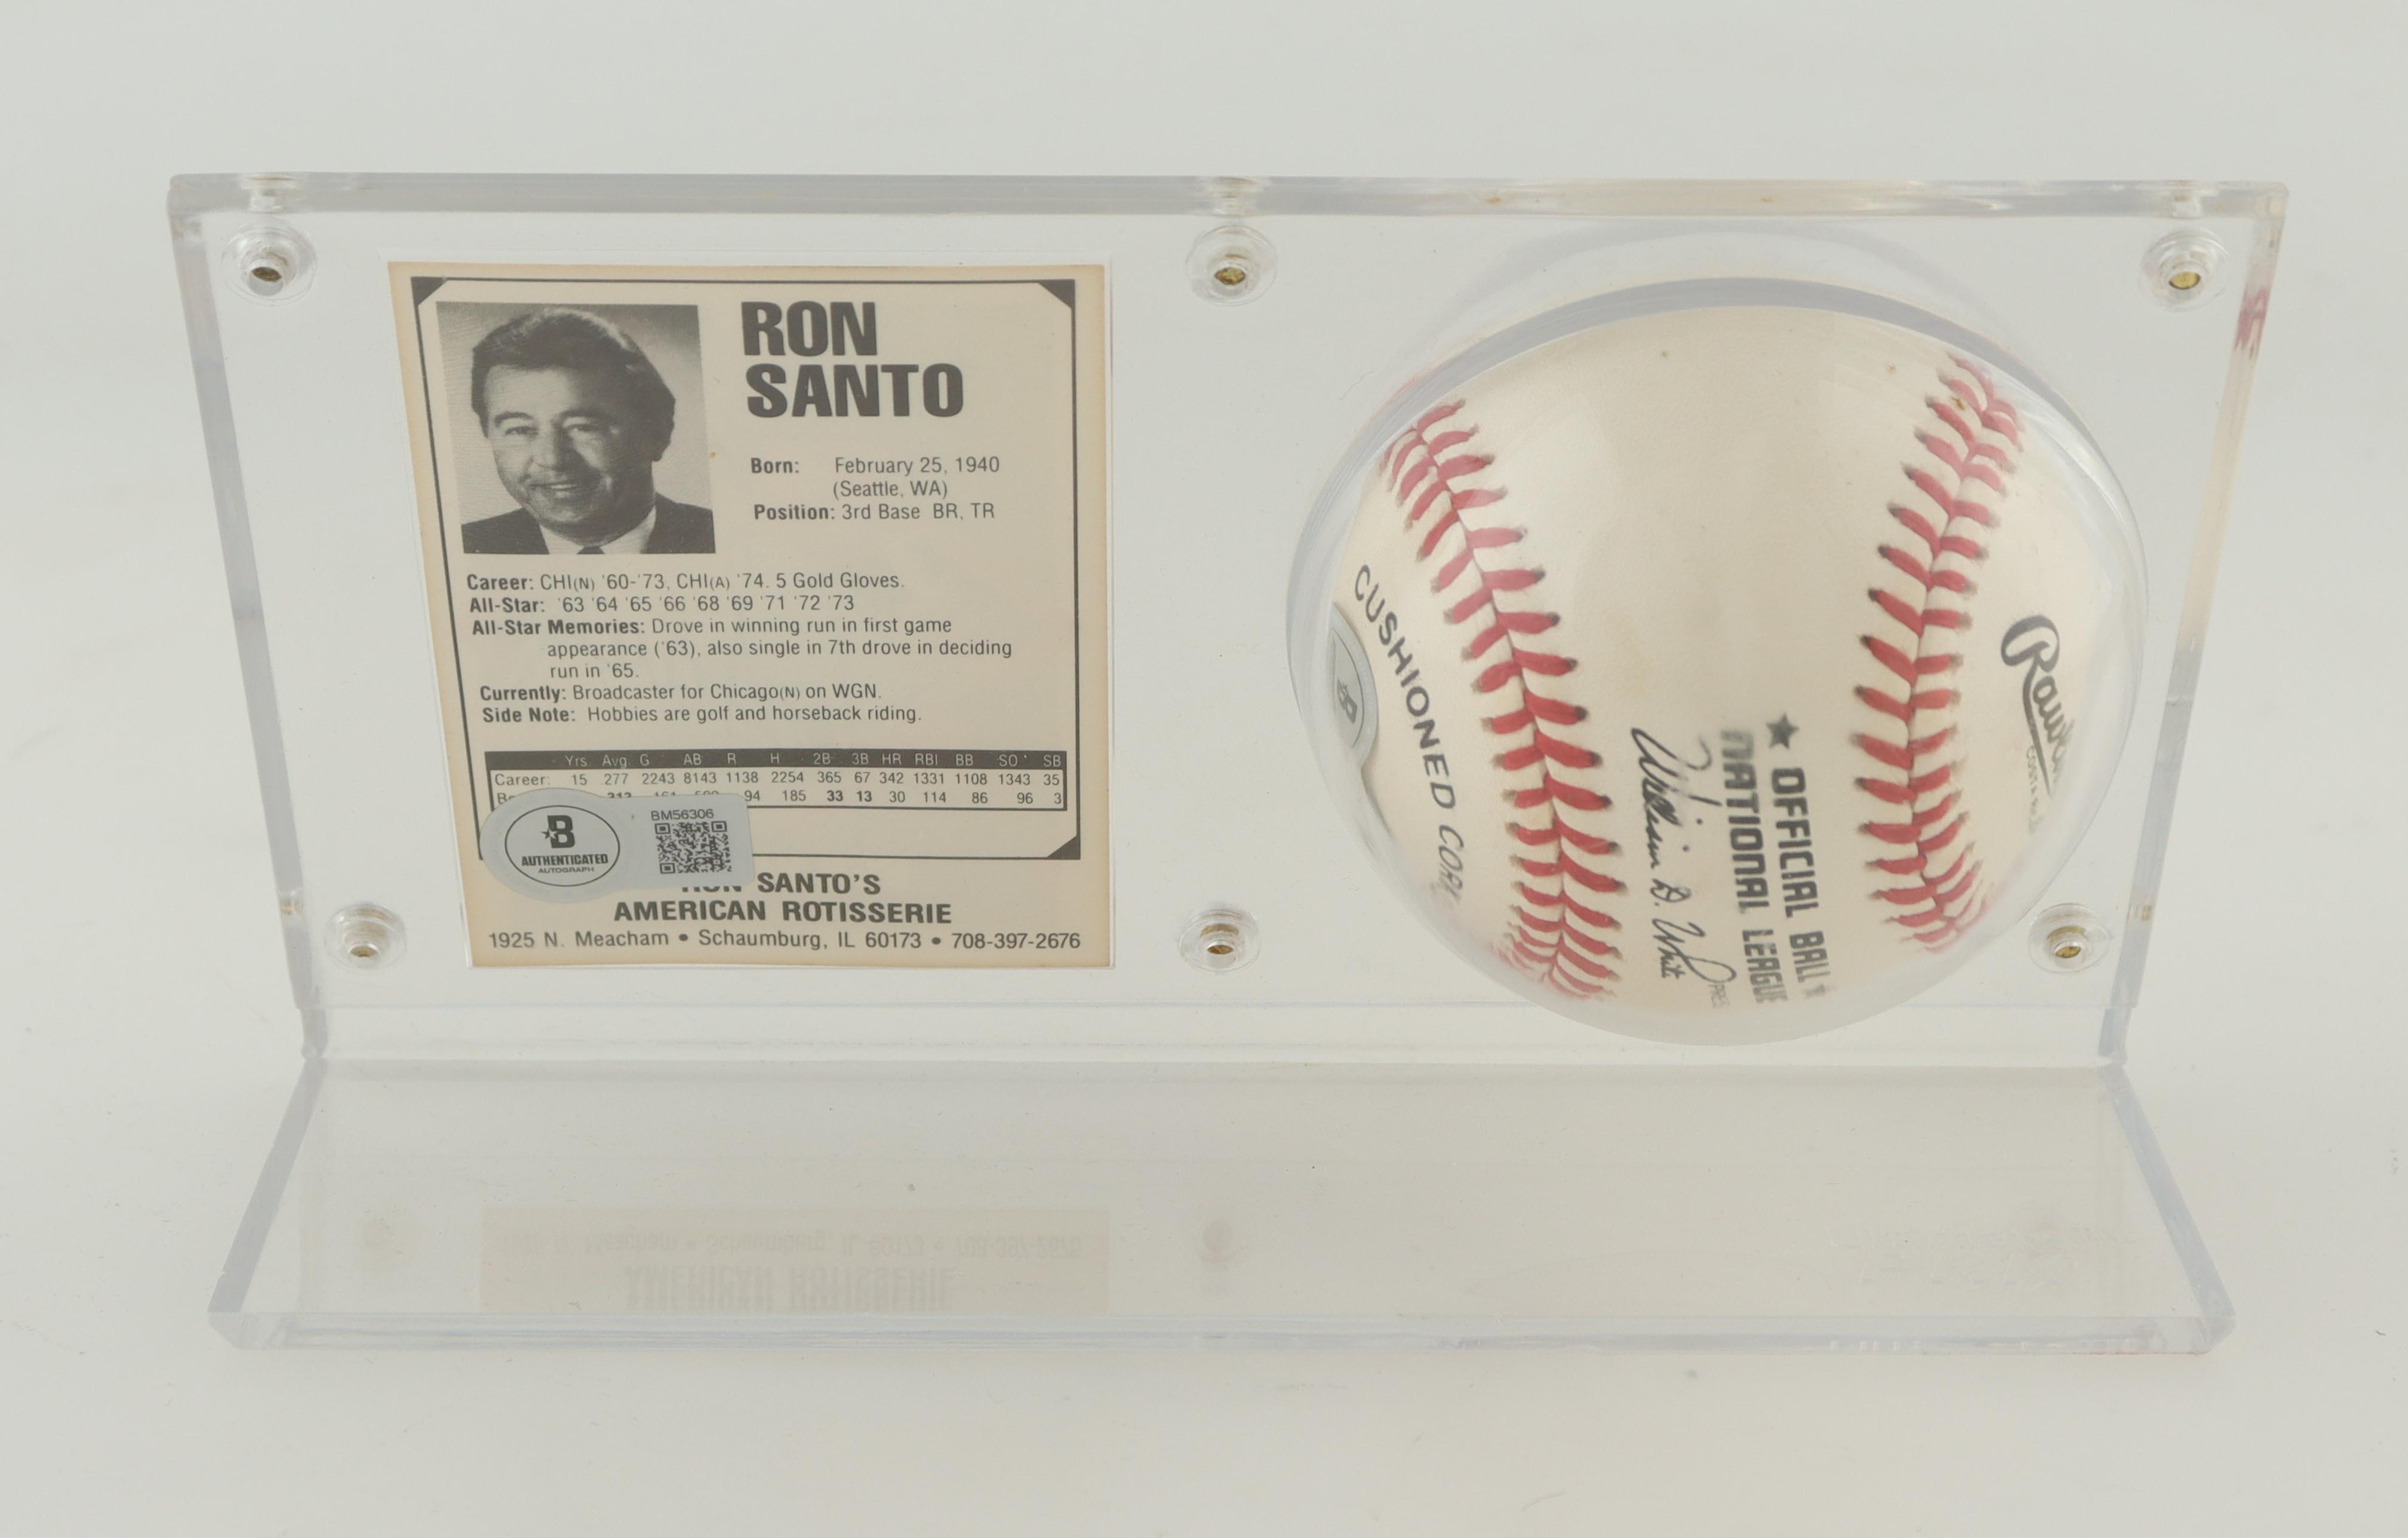 RON
SANTO
Born: February 25, 1940
(Seattle, WA)
Position: 3rd Base BR, TR
Career: CHI(N) '60-'73, CHI(A) '74. 5 Gold Gloves.
All-Star: '63 '64 '65 '66 '68 '69 '71 '72 '73
All-Star Memories: Drove in winning run in first game
appearance ('63), also single in 7th drove in deciding
run in '65.
Currently: Broadcaster for Chicago(N) on WGN.
Side Note: Hobbies are golf and horseback riding.
Yrs. Avg. G AB R H 2B 3B HR RBI BB SO SB
Career: 15 .277 2243 8143 1138 2254 365 67 342 1331 1108 1343 35
94 185 33 13 30 114 86 96 3
B
AUTHENTICATED
AUTOGRAPH
BM56306
SANTO'S
AMERICAN ROTISSERIE
1925 N. Meacham • Schaumburg, IL 60173 • 708-397-2676
CUSHIONED
William D. White
OFFICIAL BALL
NATIONAL LEAGUE